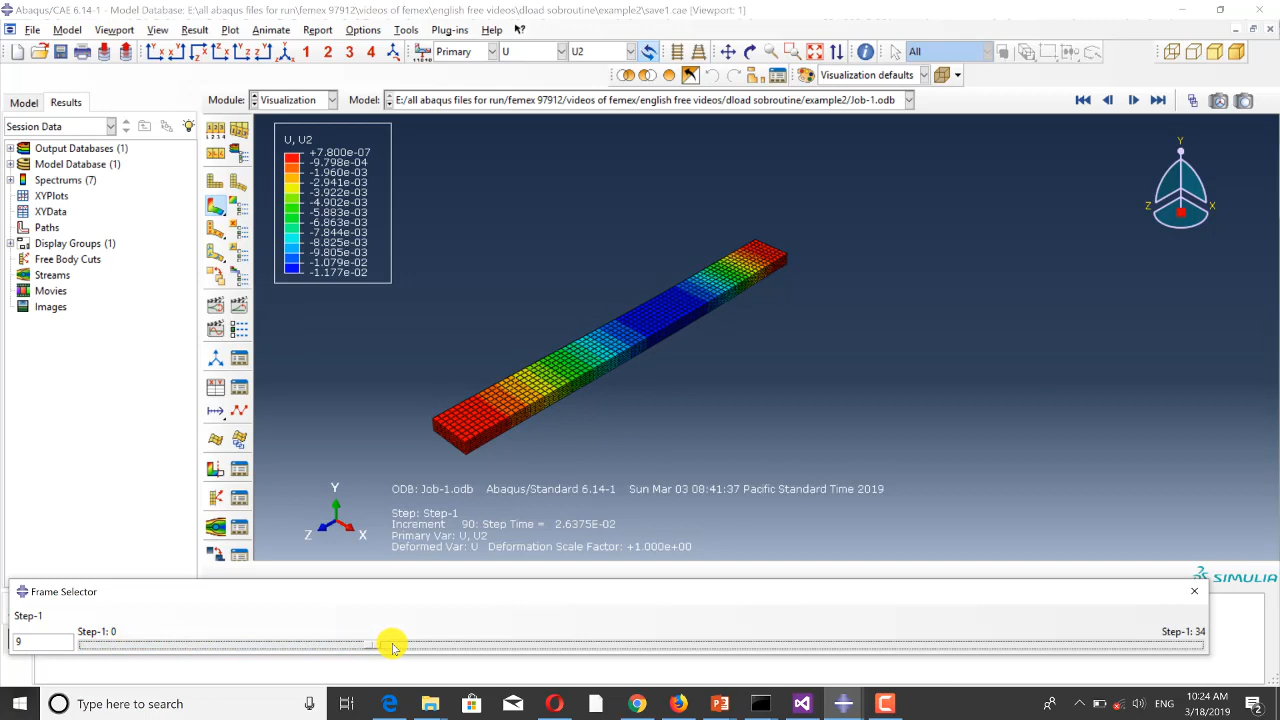 Abaqus/CAE 6.14-1 - Model Database: E:/all abaqus files for run/femex 97912/videos of femex/english free videos/dload sobroutine/example2/save1.cae [Viewport: 1]
File Model Viewport View Result Plot Animate Report Options Tools Plug-ins Help
1 2 3 4 Primary U U2 All
Visualization defaults
Model Results Module: Visualization Model: E:/all abaqus files for run/femex 97912/videos of femex/english free videos/dload sobroutine/example2/Job-1.odb
Session Data
Output Databases (1)
Model Database (1)
Spectrums (7)
XYPlots
XYData
Paths
Display Groups (1)
Free Body Cuts
Streams
Movies
Images
U, U2
+7.800e-07
-9.798e-04
-1.960e-03
-2.941e-03
-3.922e-03
-4.902e-03
-5.883e-03
-6.863e-03
-7.844e-03
-8.825e-03
-9.805e-03
-1.079e-02
-1.177e-02
Y
Z X
Y
Z X
ODB: Job-1.odb Abaqus/Standard 6.14-1 Sun Mar 03 08:41:37 Pacific Standard Time 2019
Step: Step-1
Increment 90: Step Time = 2.6375E-02
Primary Var: U, U2
Deformed Var: U Deformation Scale Factor: +1.000e+00
SIMULIA
Frame Selector
Step-1
Step-1: 0 Step-1: 34
9
Type here to search
ENG
10:24 AM
3/18/2019
2